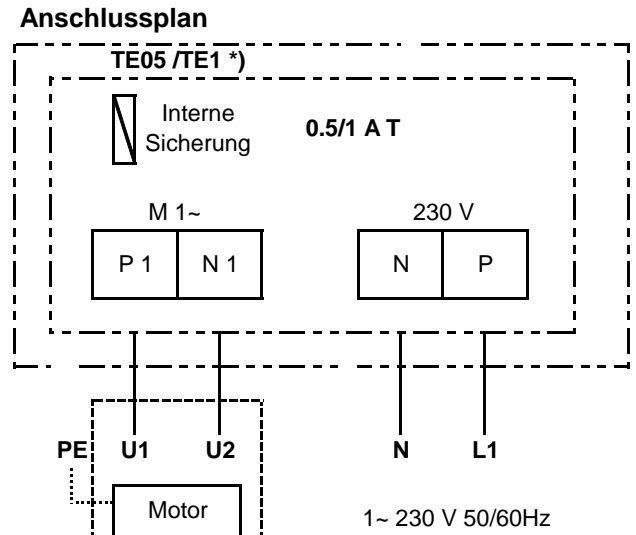 Anschlussplan
TE05 /TE1 *)
Interne
Sicherung
0.5/1 A T
M 1~
230 V
P 1
N 1
N
P
PE
U1
U2
N
L1
Motor
1~ 230 V 50/60Hz